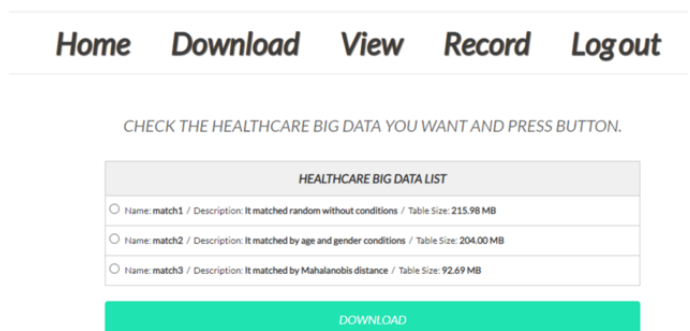 Home Download View Record Logout
CHECK THE HEALTHCARE BIG DATA YOU WANT AND PRESS BUTTON.
HEALTHCARE BIG DATA LIST
Name: match1 / Description: It matched random without conditions / Table Size: 215.98 MB
Name: match2 / Description: It matched by age and gender conditions / Table Size: 204.00 MB
Name: match3 / Description: It matched by Mahalanobis distance / Table Size: 92.69 MB
DOWNLOAD